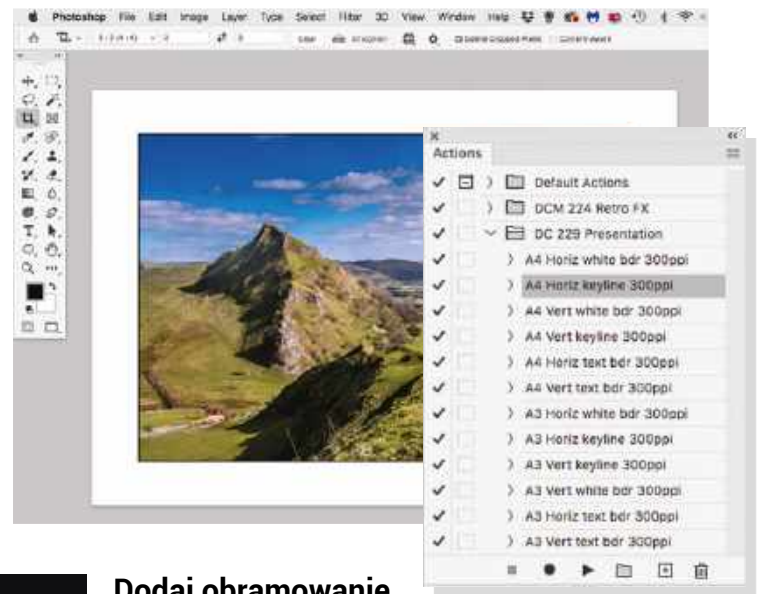 Photoshop File Edit Image Layer Type Select Filter 3D View Window Help
Clear
Actions
Default Actions
DCM 224 Retro FX
DC 229 Presentation
A4 Horiz white bdr 300ppi
A4 Horiz keyline 300ppi
A4 Vert white bdr 300ppi
A4 Vert keyline 300ppi
A4 Horiz text bdr 300ppi
A4 Vert text bdr 300ppi
A3 Horiz white bdr 300ppi
A3 Horiz keyline 300ppi
A3 Vert keyline 300ppi
A3 Vert white bdr 300ppi
A3 Horiz text bdr 300ppi
A3 Vert text bdr 300ppi
Dodaj obramowanie